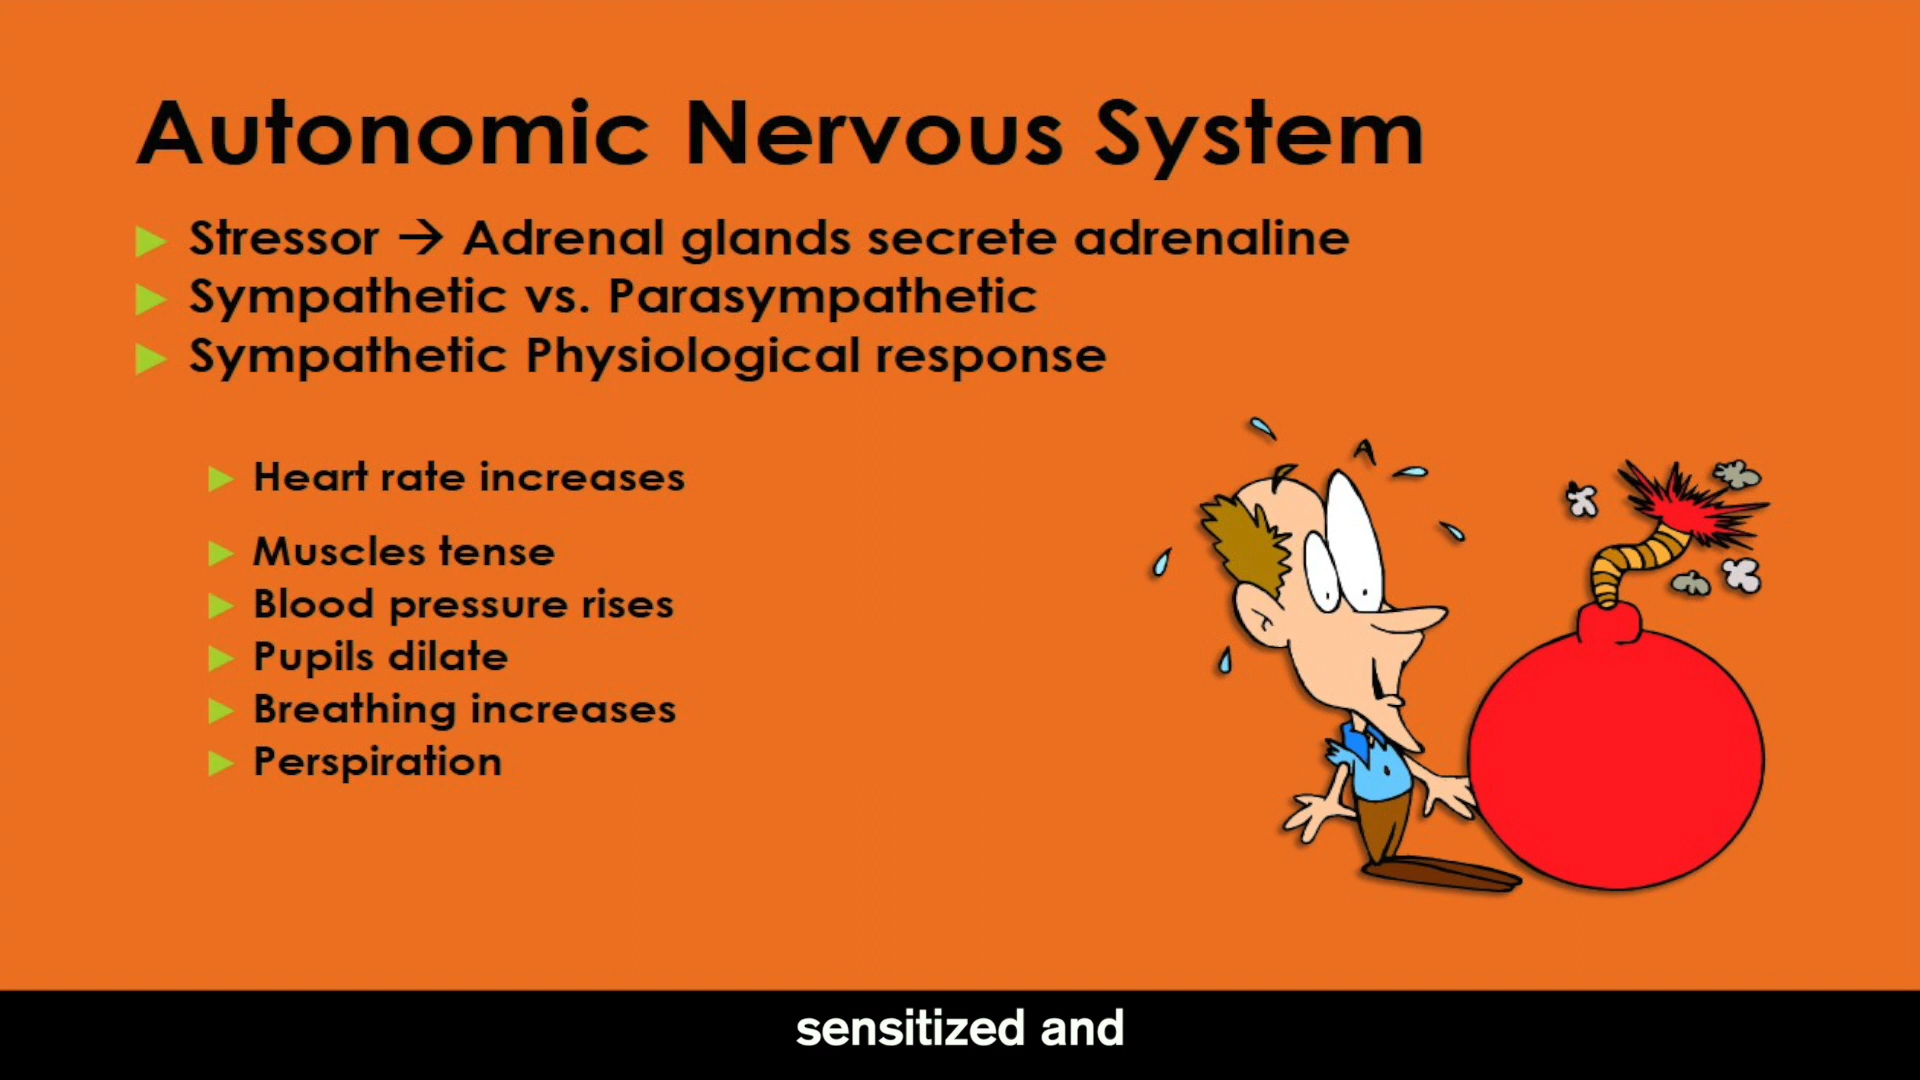 Autonomic Nervous System
Stressor → Adrenal glands secrete adrenaline
Sympathetic vs. Parasympathetic
Sympathetic Physiological response
Heart rate increases
Muscles tense
Blood pressure rises
Pupils dilate
Breathing increases
Perspiration
sensitized and